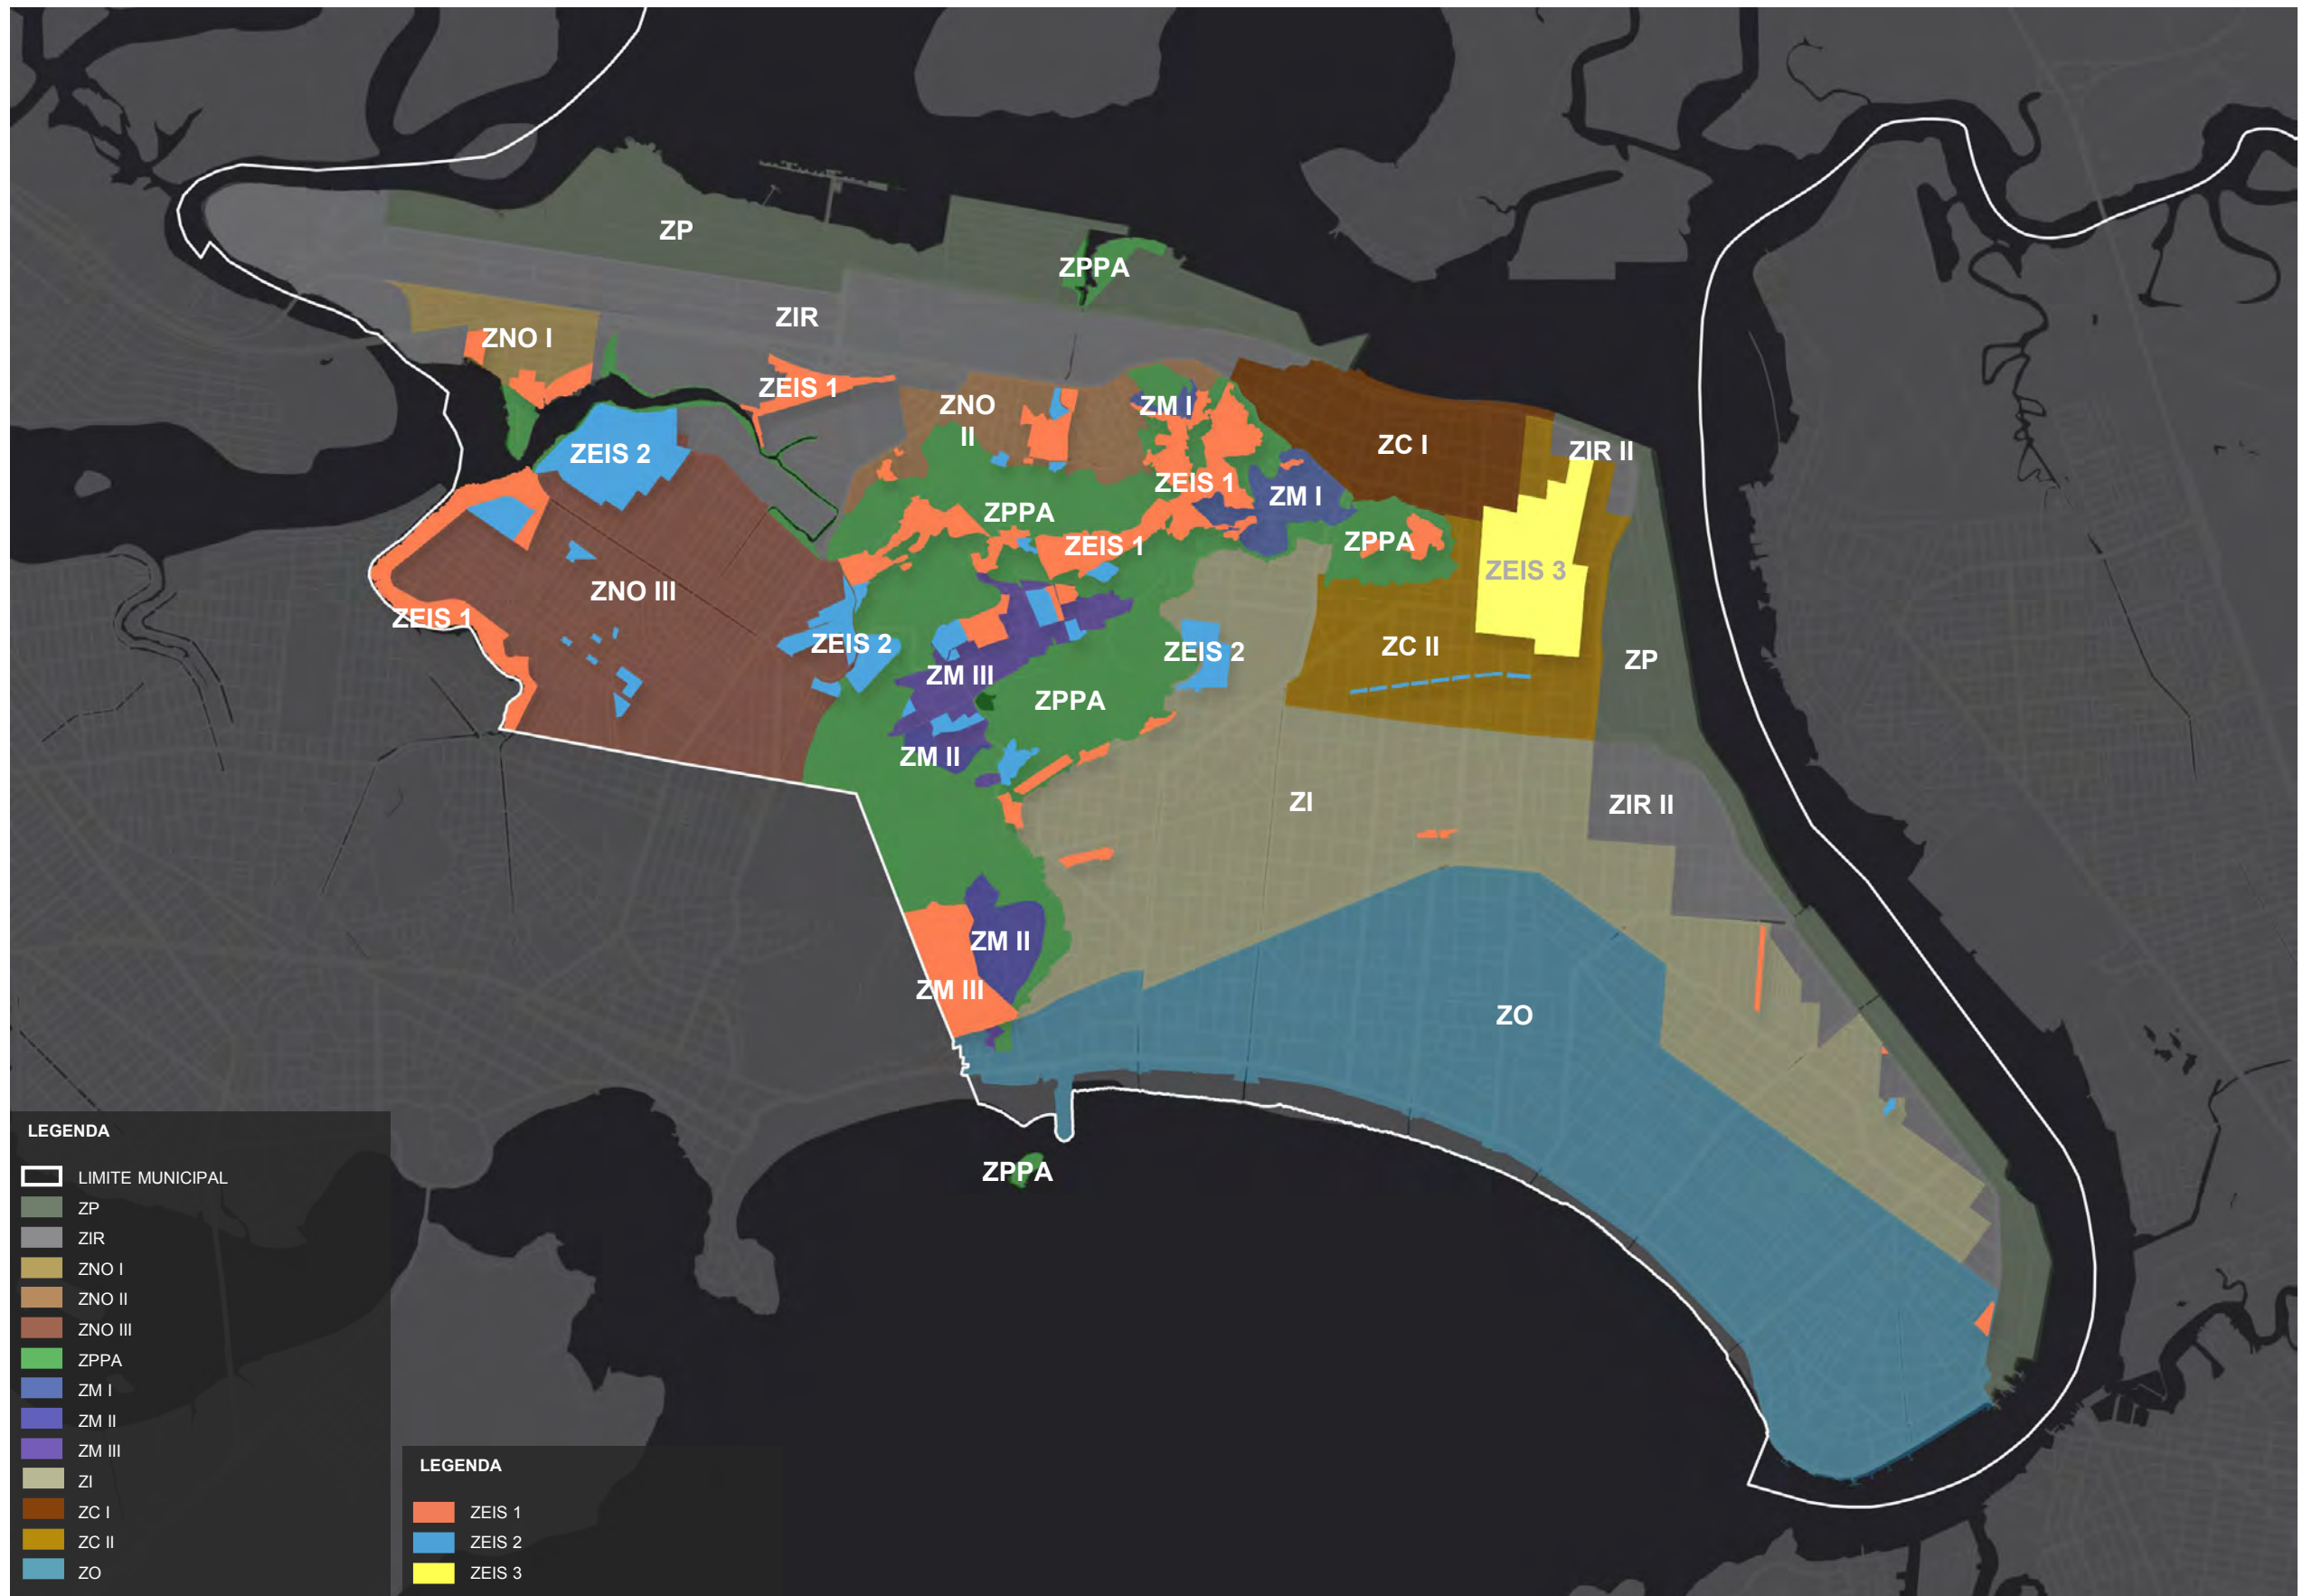 ZP
ZPPA
ZIR
ZNO I
ZEIS 1
ZNO
II
ZM I
ZC I
ZIR II
ZEIS 2
ZEIS 1
ZM I
ZPPA
ZPPA
ZEIS 1
ZEIS 3
ZNO III
ZEIS 1
ZEIS 2
ZEIS 2
ZC II
ZP
ZM III
ZPPA
ZM II
ZI
ZIR II
ZM II
ZM III
ZO
ZPPA
LEGENDA
LIMITE MUNICIPAL
ZP
ZIR
ZNO I
ZNO II
ZNO III
ZPPA
ZM I
ZM II
ZM III
ZI
ZC I
ZC II
ZO
LEGENDA
ZEIS 1
ZEIS 2
ZEIS 3